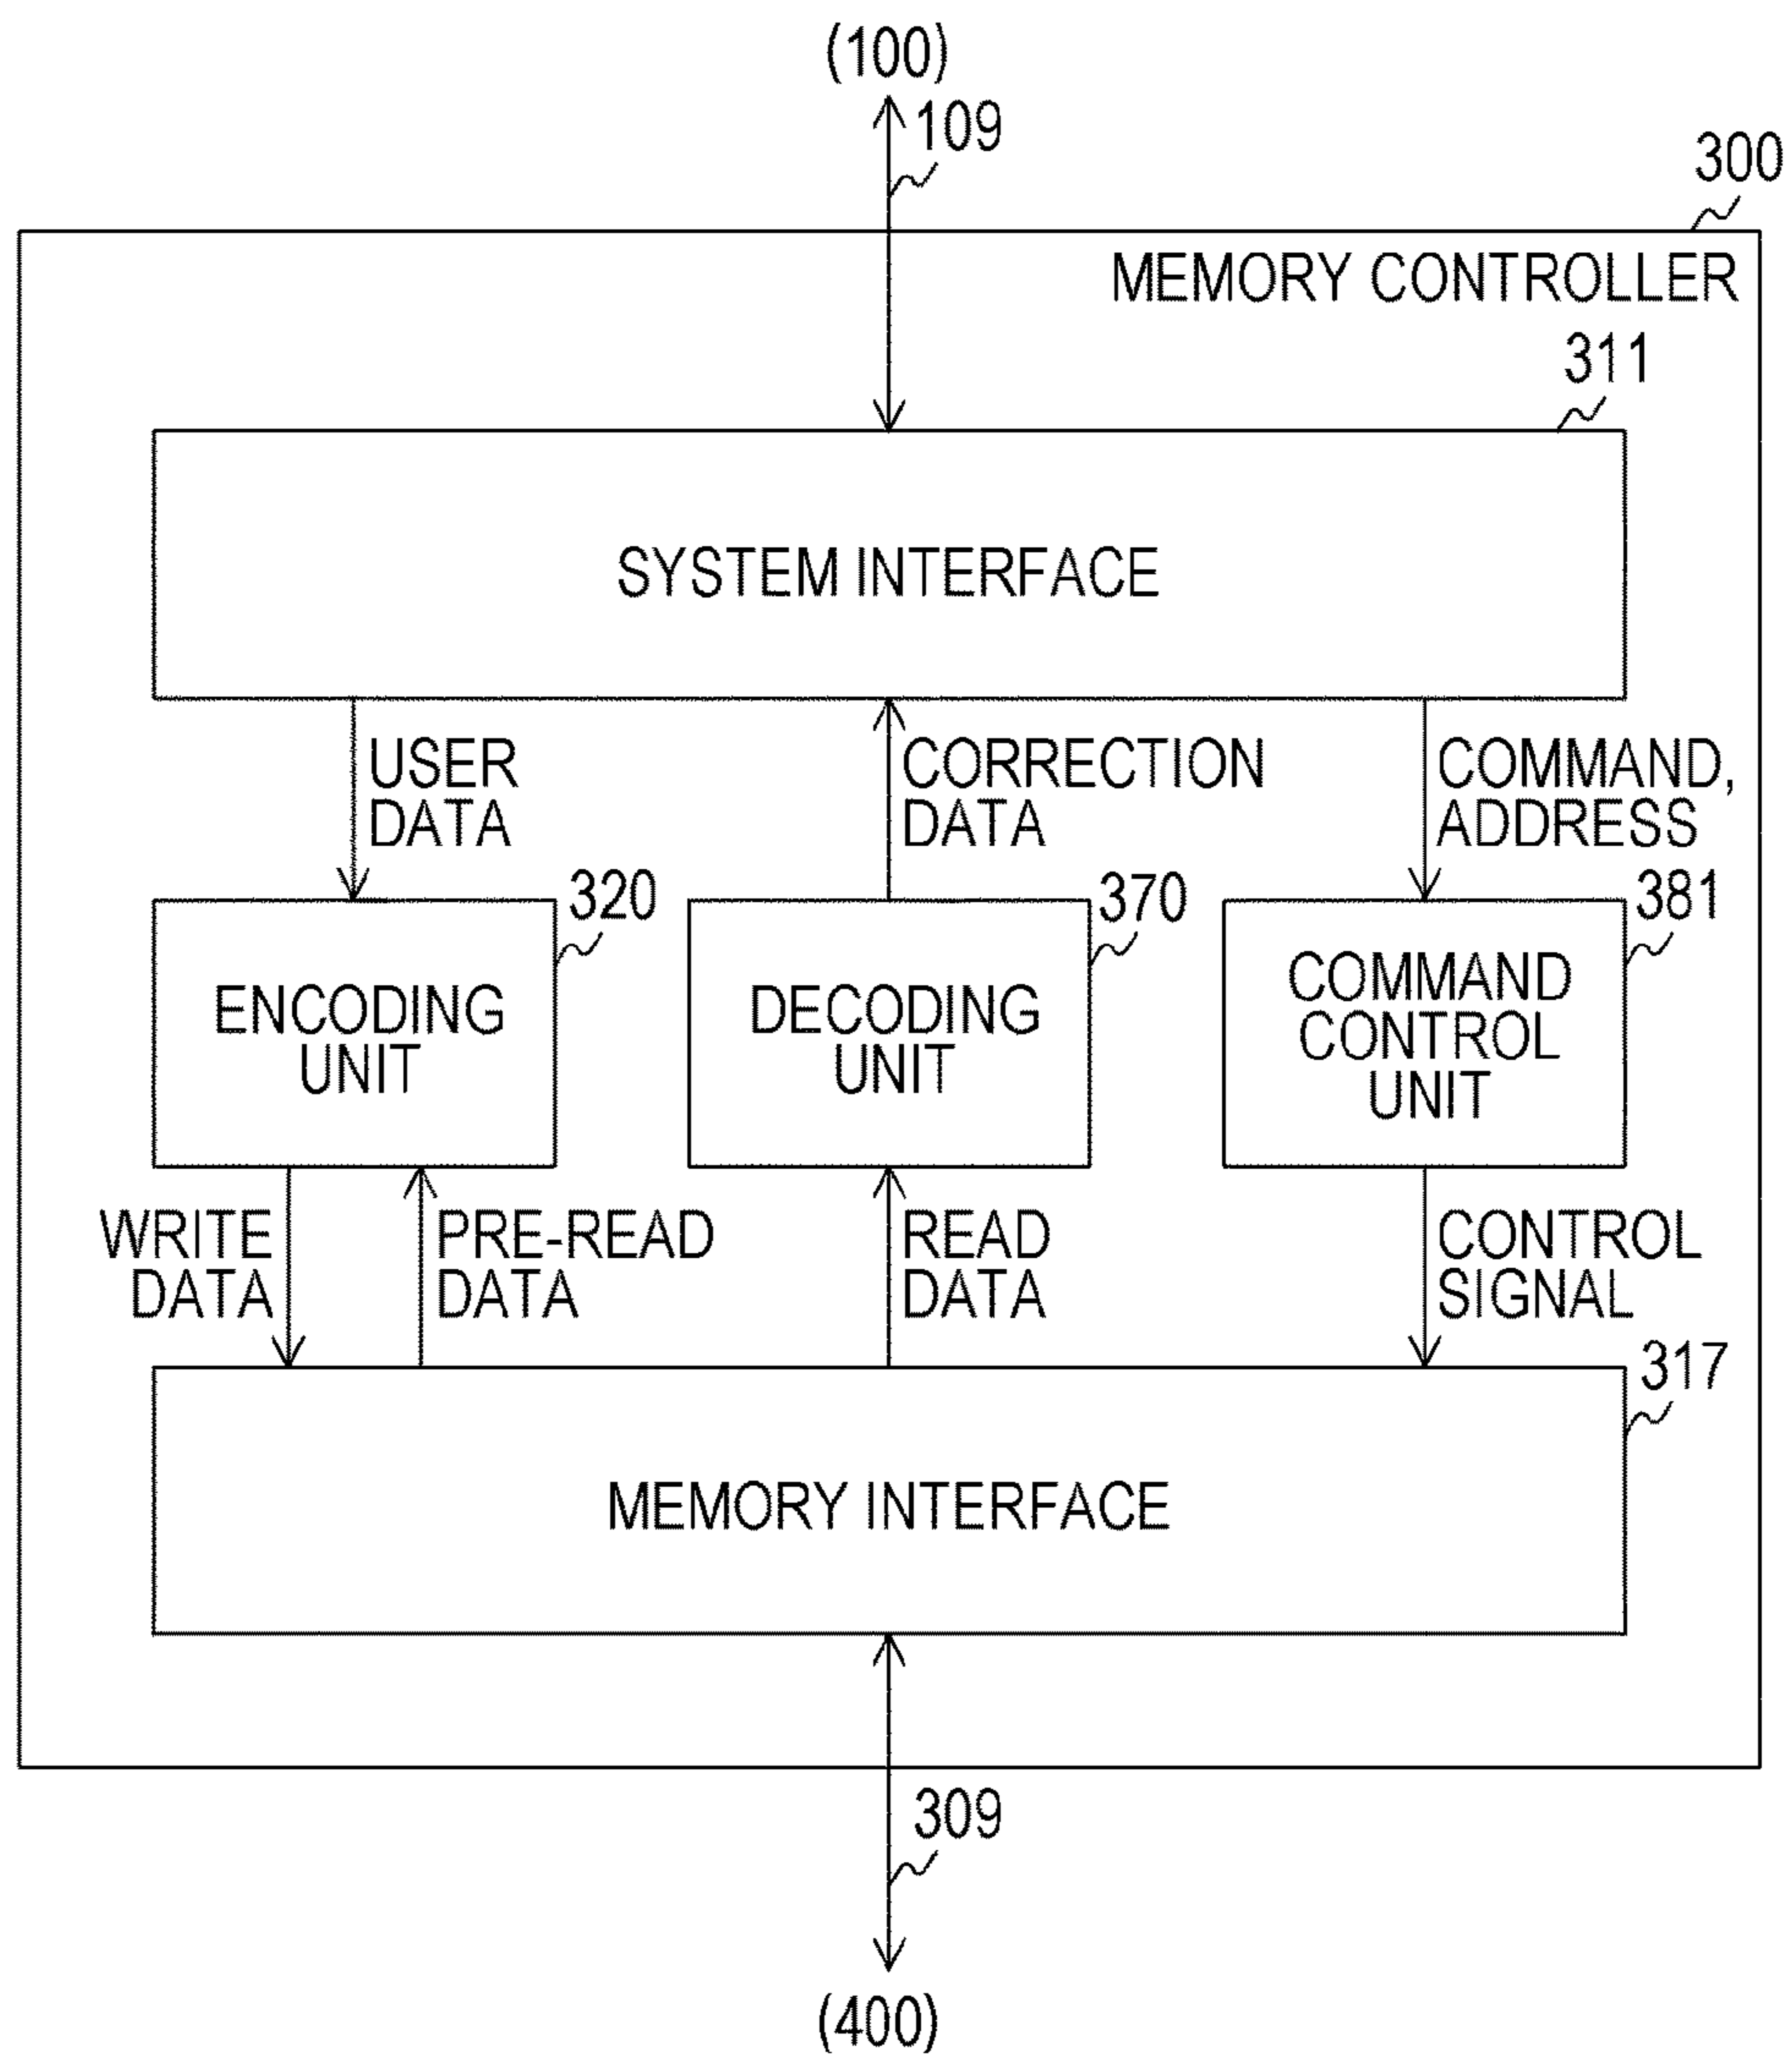 (100)
109
300
MEMORY CONTROLLER
311
SYSTEM INTERFACE
USER
DATA
CORRECTION
DATA
COMMAND,
ADDRESS
320
370
381
ENCODING
UNIT
DECODING
UNIT
COMMAND
CONTROL
UNIT
WRITE
DATA
PRE-READ
DATA
READ
DATA
CONTROL
SIGNAL
317
MEMORY INTERFACE
309
(400)